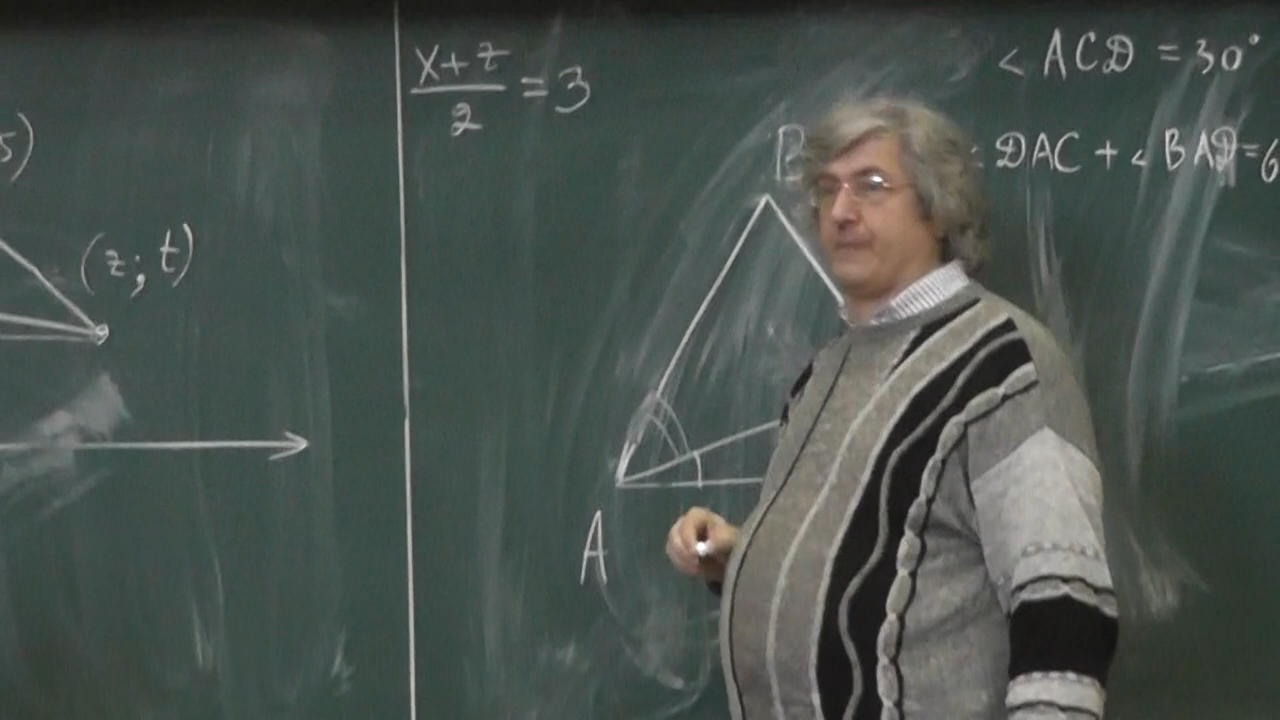 5)
(z; t)
x+z
— = 3
2
B
A
< ACD = 30°
DAC + < BAD = 6